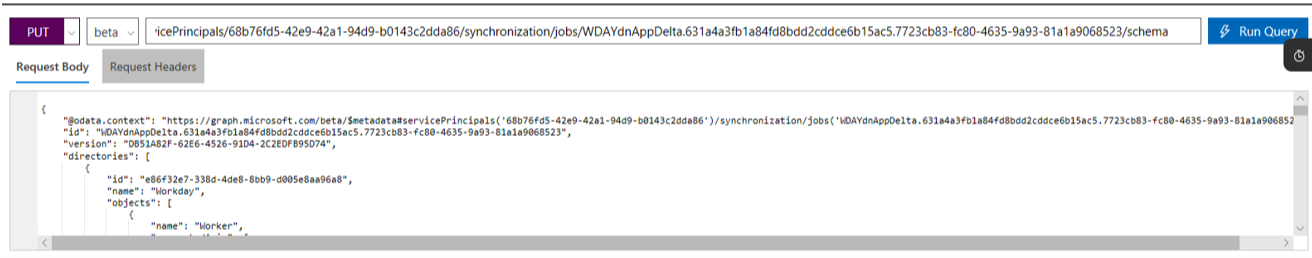 PUT beta 'icePrincipals/68b76fd5-42e9-42a1-94d9-b0143c2dda86/synchronization/jobs/WDAYdnAppDelta.631a4a3fb1a84fd8bdd2cddce6b15ac5.7723cb83-fc80-4635-9a93-81a1a9068523/schema Run Query
Request Body Request Headers
{
"@odata.context": "https://graph.microsoft.com/beta/$metadata#servicePrincipals('68b76fd5-42e9-42a1-94d9-b0143c2dda86')/synchronization/jobs('WDAYdnAppDelta.631a4a3fb1a84fd8bdd2cddce6b15ac5.7723cb83-fc80-4635-9a93-81a1a906852
"id": "WDAYdnAppDelta.631a4a3fb1a84fd8bdd2cddce6b15ac5.7723cb83-fc80-4635-9a93-81a1a9068523",
"version": "DB51A82F-62E6-4526-91D4-2C2EDFB95D74",
"directories": [
{
"id": "e86f32e7-338d-4de8-8bb9-d005e8aa96a8",
"name": "Workday",
"objects": [
{
"name": "Worker",